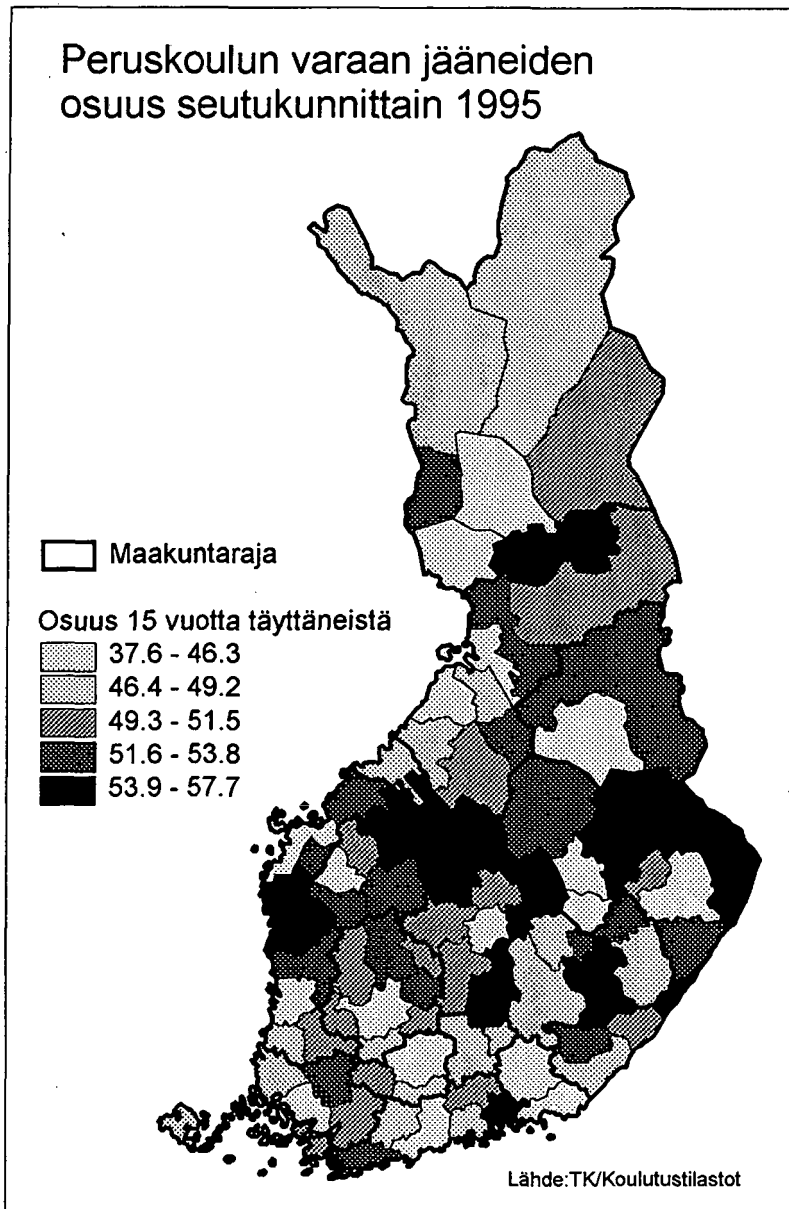 Peruskoulun varaan jääneiden
osuus seutukunnittain 1995
Maakuntaraja
Osuus 15 vuotta täyttäneistä
37.6 - 46.3
46.4 - 49.2
49.3 - 51.5
51.6 - 53.8
53.9 - 57.7
Lähde:TK/Koulutustilastot